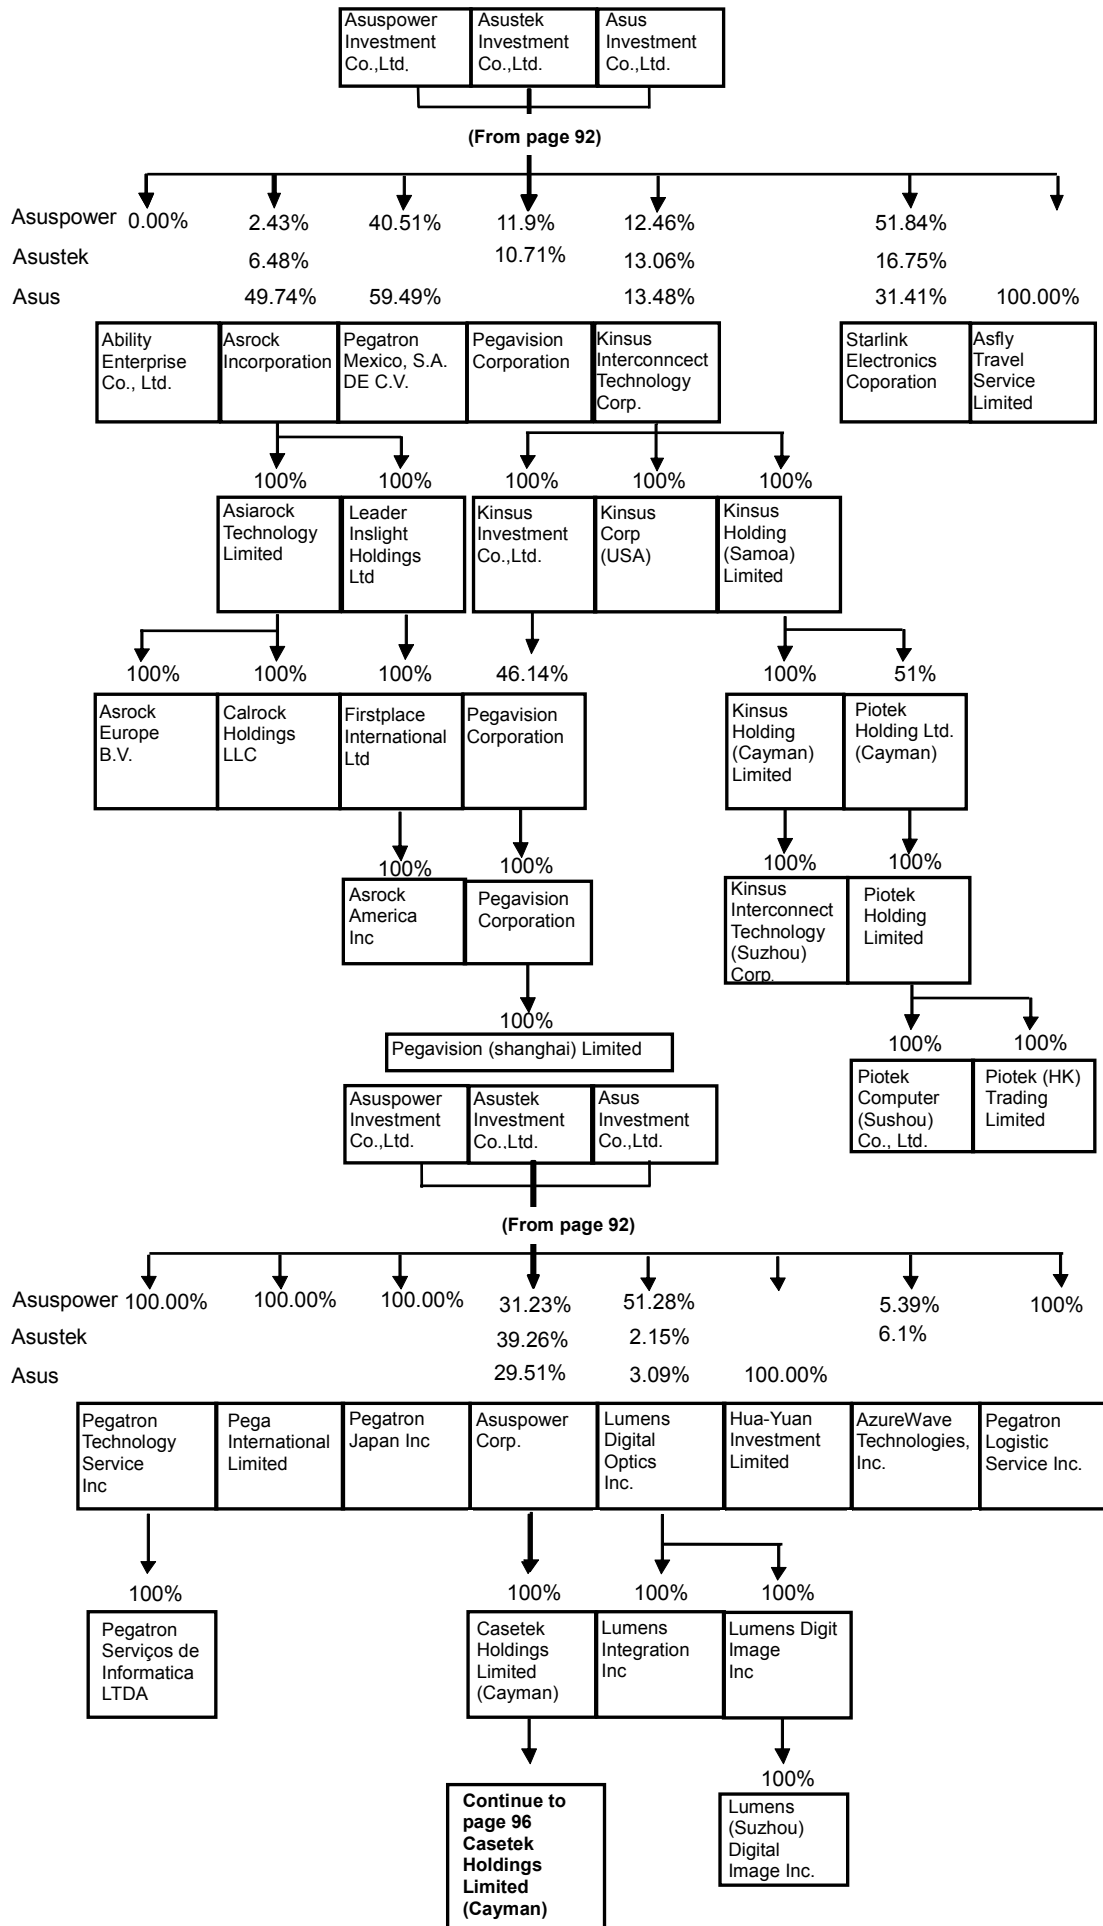 Asuspower Investment Co.,Ltd.
Asustek Investment Co.,Ltd.
Asus Investment Co.,Ltd.
(From page 92)
Asuspower 0.00% 2.43% 40.51% 11.9% 12.46% 51.84%
Asustek 6.48% 10.71% 13.06% 16.75%
Asus 49.74% 59.49% 13.48% 31.41% 100.00%
Ability Enterprise Co., Ltd.
Asrock Incorporation
Pegatron Mexico, S.A. DE C.V.
Pegavision Corporation
Kinsus Interconncect Technology Corp.
Starlink Electronics Coporation
Asfly Travel Service Limited
100% 100% 100% 100% 100%
Asiarock Technology Limited
Leader Inslight Holdings Ltd
Kinsus Investment Co.,Ltd.
Kinsus Corp (USA)
Kinsus Holding (Samoa) Limited
100% 100% 100% 46.14% 100% 51%
Asrock Europe B.V.
Calrock Holdings LLC
Firstplace International Ltd
Pegavision Corporation
Kinsus Holding (Cayman) Limited
Piotek Holding Ltd. (Cayman)
100% 100% 100% 100%
Asrock America Inc
Pegavision Corporation
Kinsus Interconnect Technology (Suzhou) Corp.
Piotek Holding Limited
100% 100% 100%
Pegavision (shanghai) Limited
Piotek Computer (Sushou) Co., Ltd.
Piotek (HK) Trading Limited
Asuspower Investment Co.,Ltd.
Asustek Investment Co.,Ltd.
Asus Investment Co.,Ltd.
(From page 92)
Asuspower 100.00% 100.00% 100.00% 31.23% 51.28% 5.39% 100%
Asustek 39.26% 2.15% 6.1%
Asus 29.51% 3.09% 100.00%
Pegatron Technology Service Inc
Pega International Limited
Pegatron Japan Inc
Asuspower Corp.
Lumens Digital Optics Inc.
Hua-Yuan Investment Limited
AzureWave Technologies, Inc.
Pegatron Logistic Service Inc.
100% 100% 100% 100%
Pegatron Serviços de Informatica LTDA
Casetek Holdings Limited (Cayman)
Lumens Integration Inc
Lumens Digit Image Inc
100%
Continue to page 96 Casetek Holdings Limited (Cayman)
Lumens (Suzhou) Digital Image Inc.